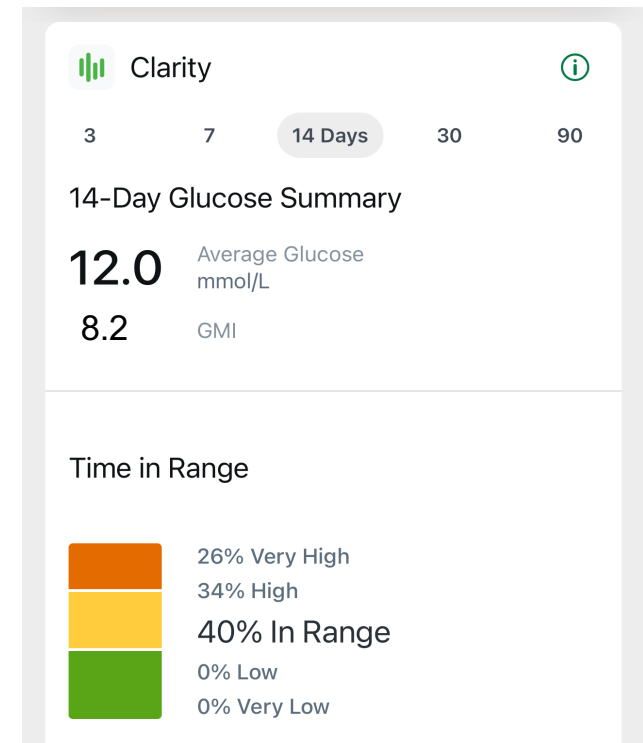 Clarity
3 7 14 Days 30 90
14-Day Glucose Summary
12.0 Average Glucose
mmol/L
8.2 GMI
Time in Range
26% Very High
34% High
40% In Range
0% Low
0% Very Low